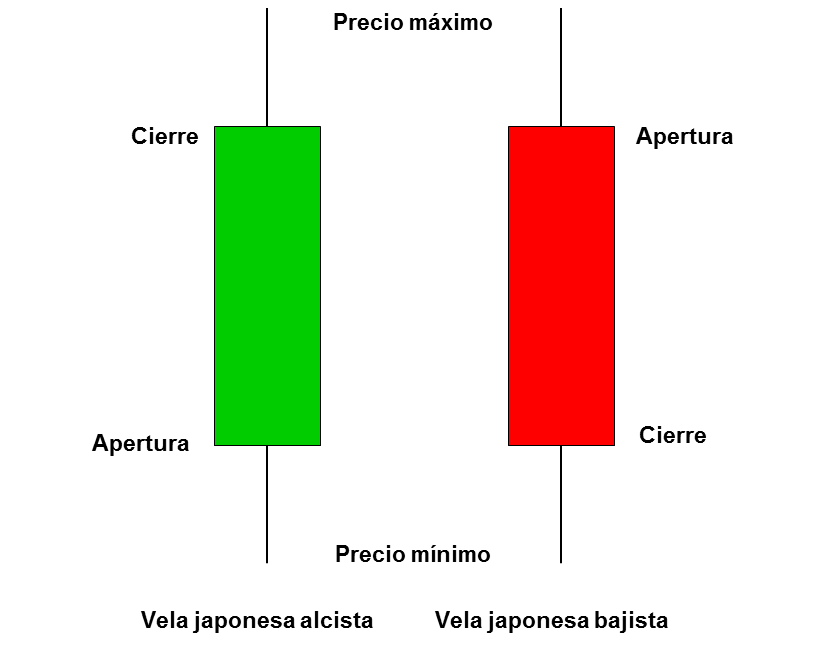 Precio máximo
Cierre
Apertura
Apertura
Cierre
Precio mínimo
Vela japonesa alcista
Vela japonesa bajista